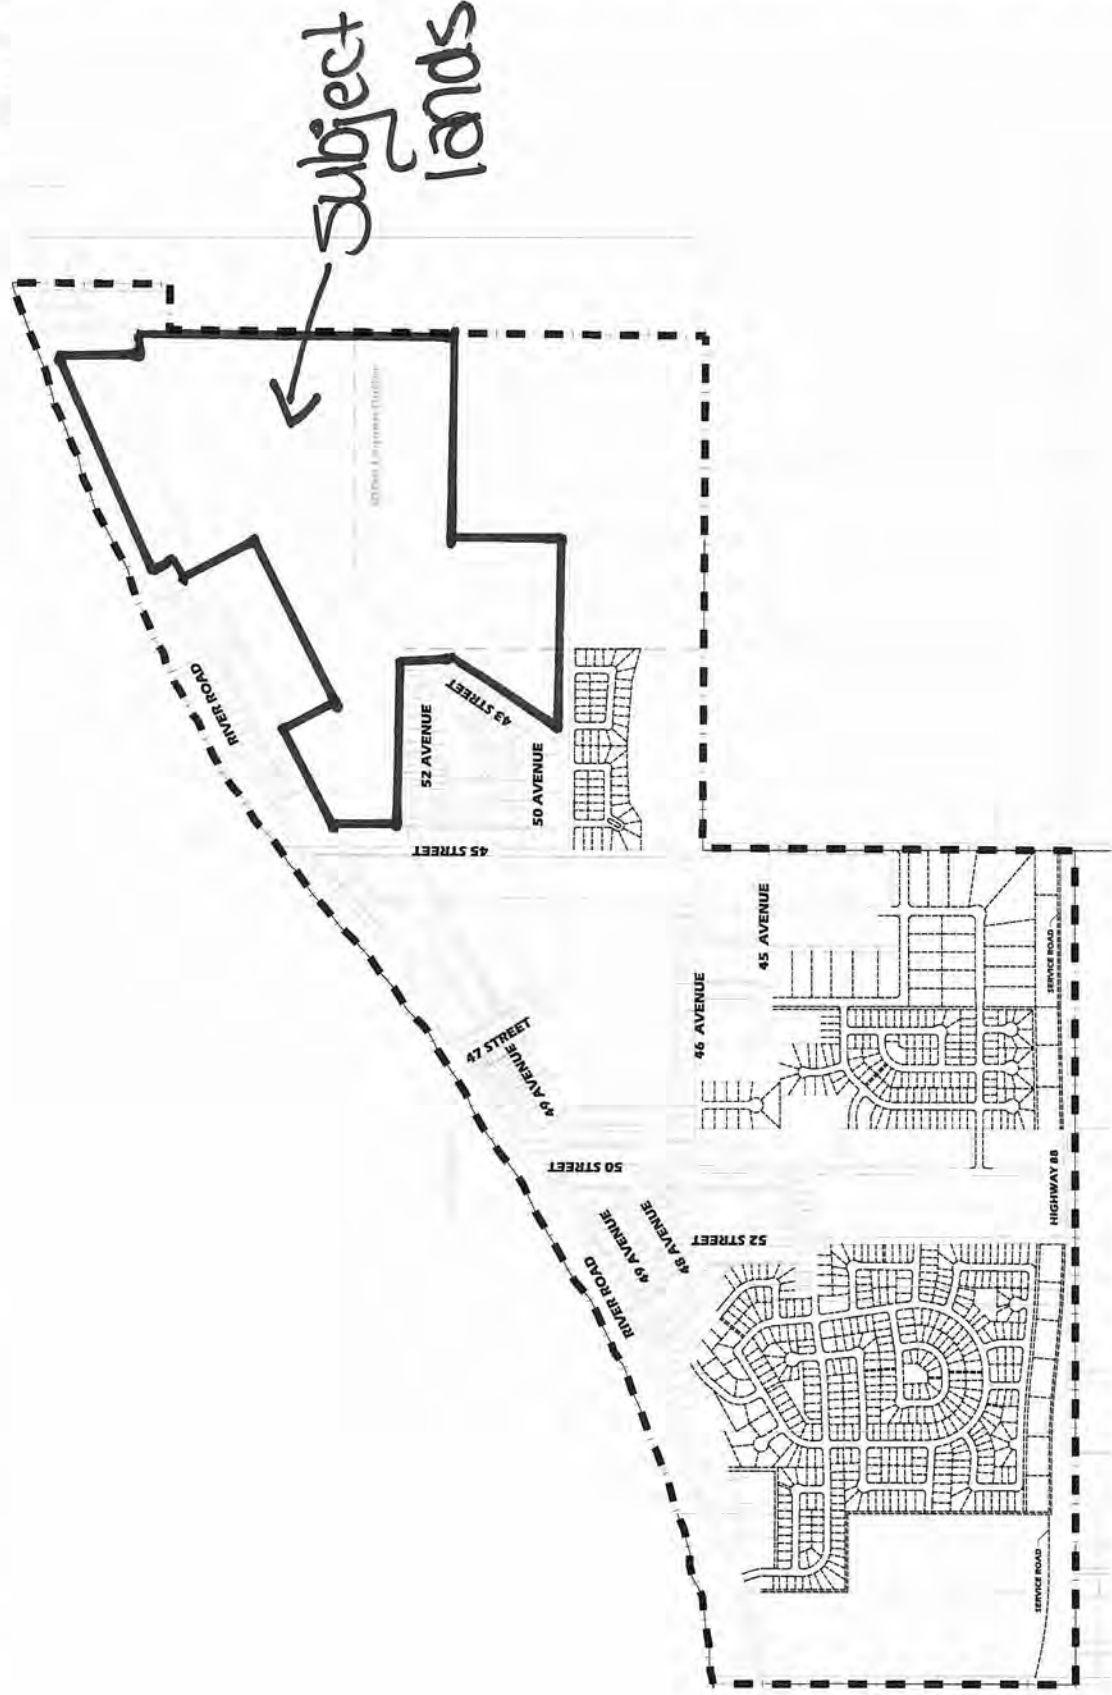 Subject
lands
RIVER ROAD
52 AVENUE
43 STREET
50 AVENUE
45 STREET
45 AVENUE
46 AVENUE
SERVICE ROAD
47 STREET
49 AVENUE
50 STREET
HIGHWAY 88
48 AVENUE
49 AVENUE
52 STREET
RIVER ROAD
SERVICE ROAD